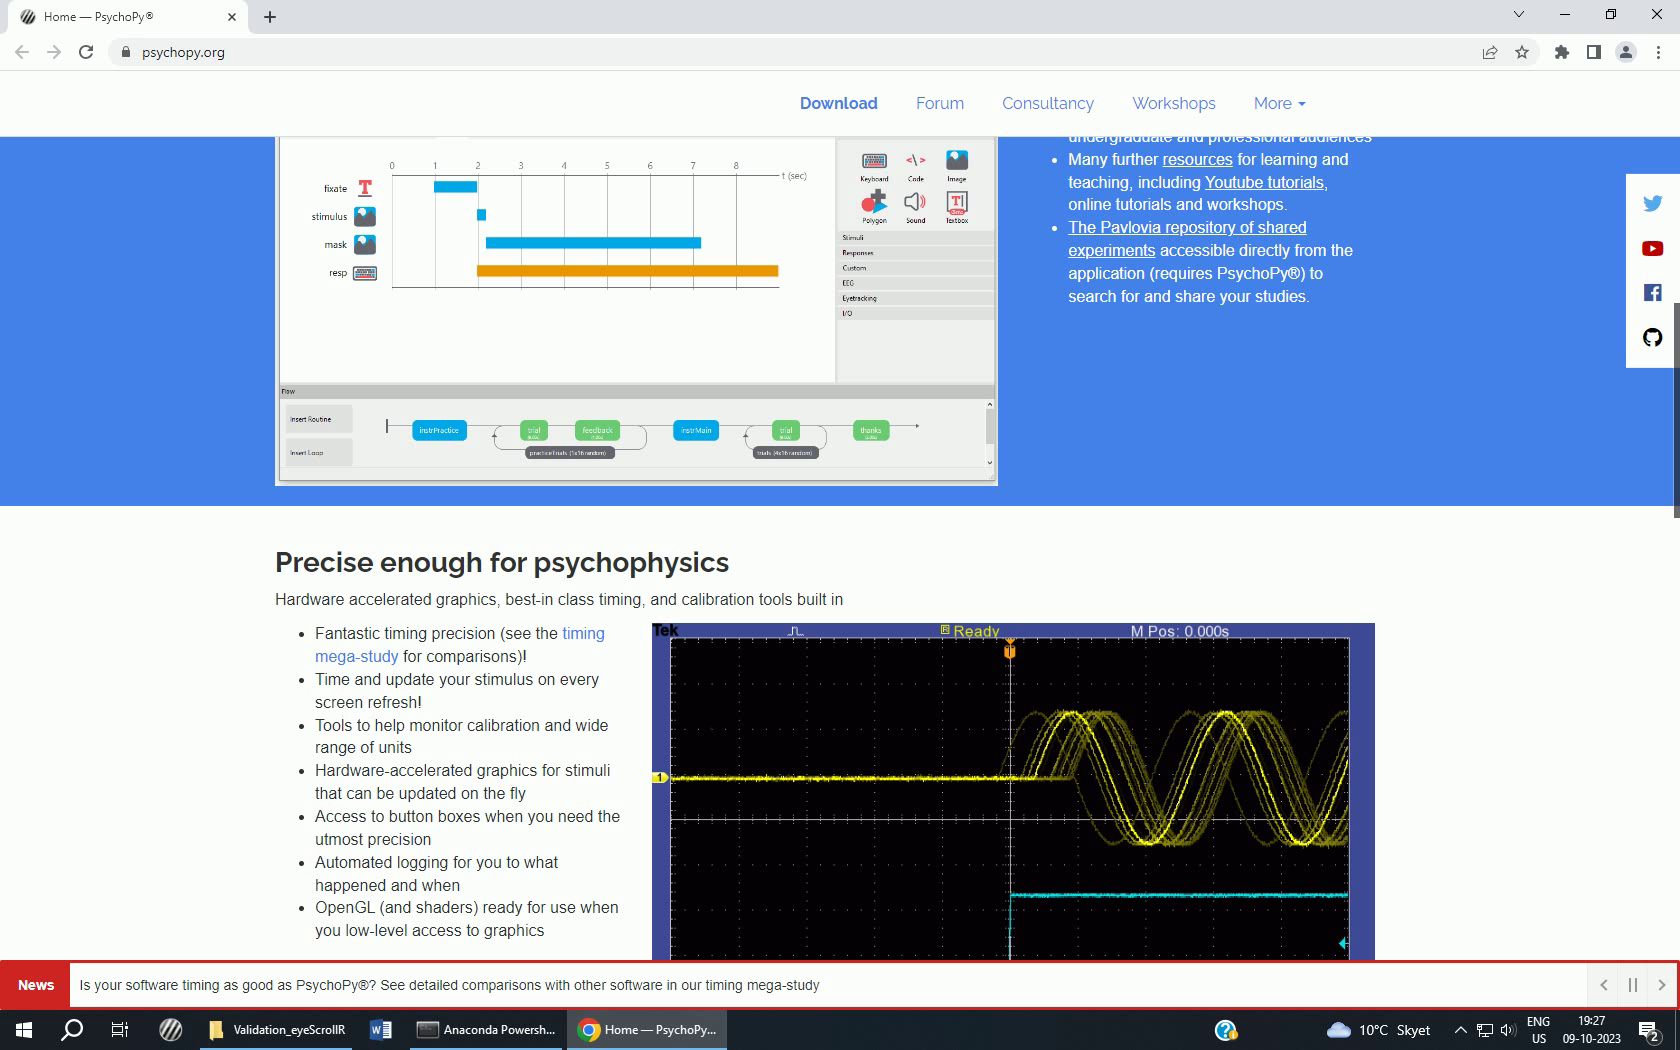 Home — PsychoPy®
psychopy.org
Download Forum Consultancy Workshops More
undergraduate and professional audiences
Many further resources for learning and
teaching, including Youtube tutorials,
online tutorials and workshops.
The Pavlovia repository of shared
experiments accessible directly from the
application (requires PsychoPy®) to
search for and share your studies.
0 1 2 3 4 5 6 7 8
t (sec)
fixate
stimulus
mask
resp
Keyboard Code Image
Polygon Sound Textbox
Stimuli
Responses
Custom
EEG
Eyetracking
I/O
Flow
Insert Routine
Insert Loop
instrPractice trial feedback instrMain trial thanks
practiceTrials (1x16 random) trials (4x16 random)
Precise enough for psychophysics
Hardware accelerated graphics, best-in class timing, and calibration tools built in
Fantastic timing precision (see the timing
mega-study for comparisons)!
Time and update your stimulus on every
screen refresh!
Tools to help monitor calibration and wide
range of units
Hardware-accelerated graphics for stimuli
that can be updated on the fly
Access to button boxes when you need the
utmost precision
Automated logging for you to what
happened and when
OpenGL (and shaders) ready for use when
you low-level access to graphics
Tek Ready M Pos: 0.000s
1
News Is your software timing as good as PsychoPy®? See detailed comparisons with other software in our timing mega-study
Validation_eyeScrollR
Anaconda Powersh...
Home — PsychoPy...
10°C Skyet
ENG
US
19:27
09-10-2023
2